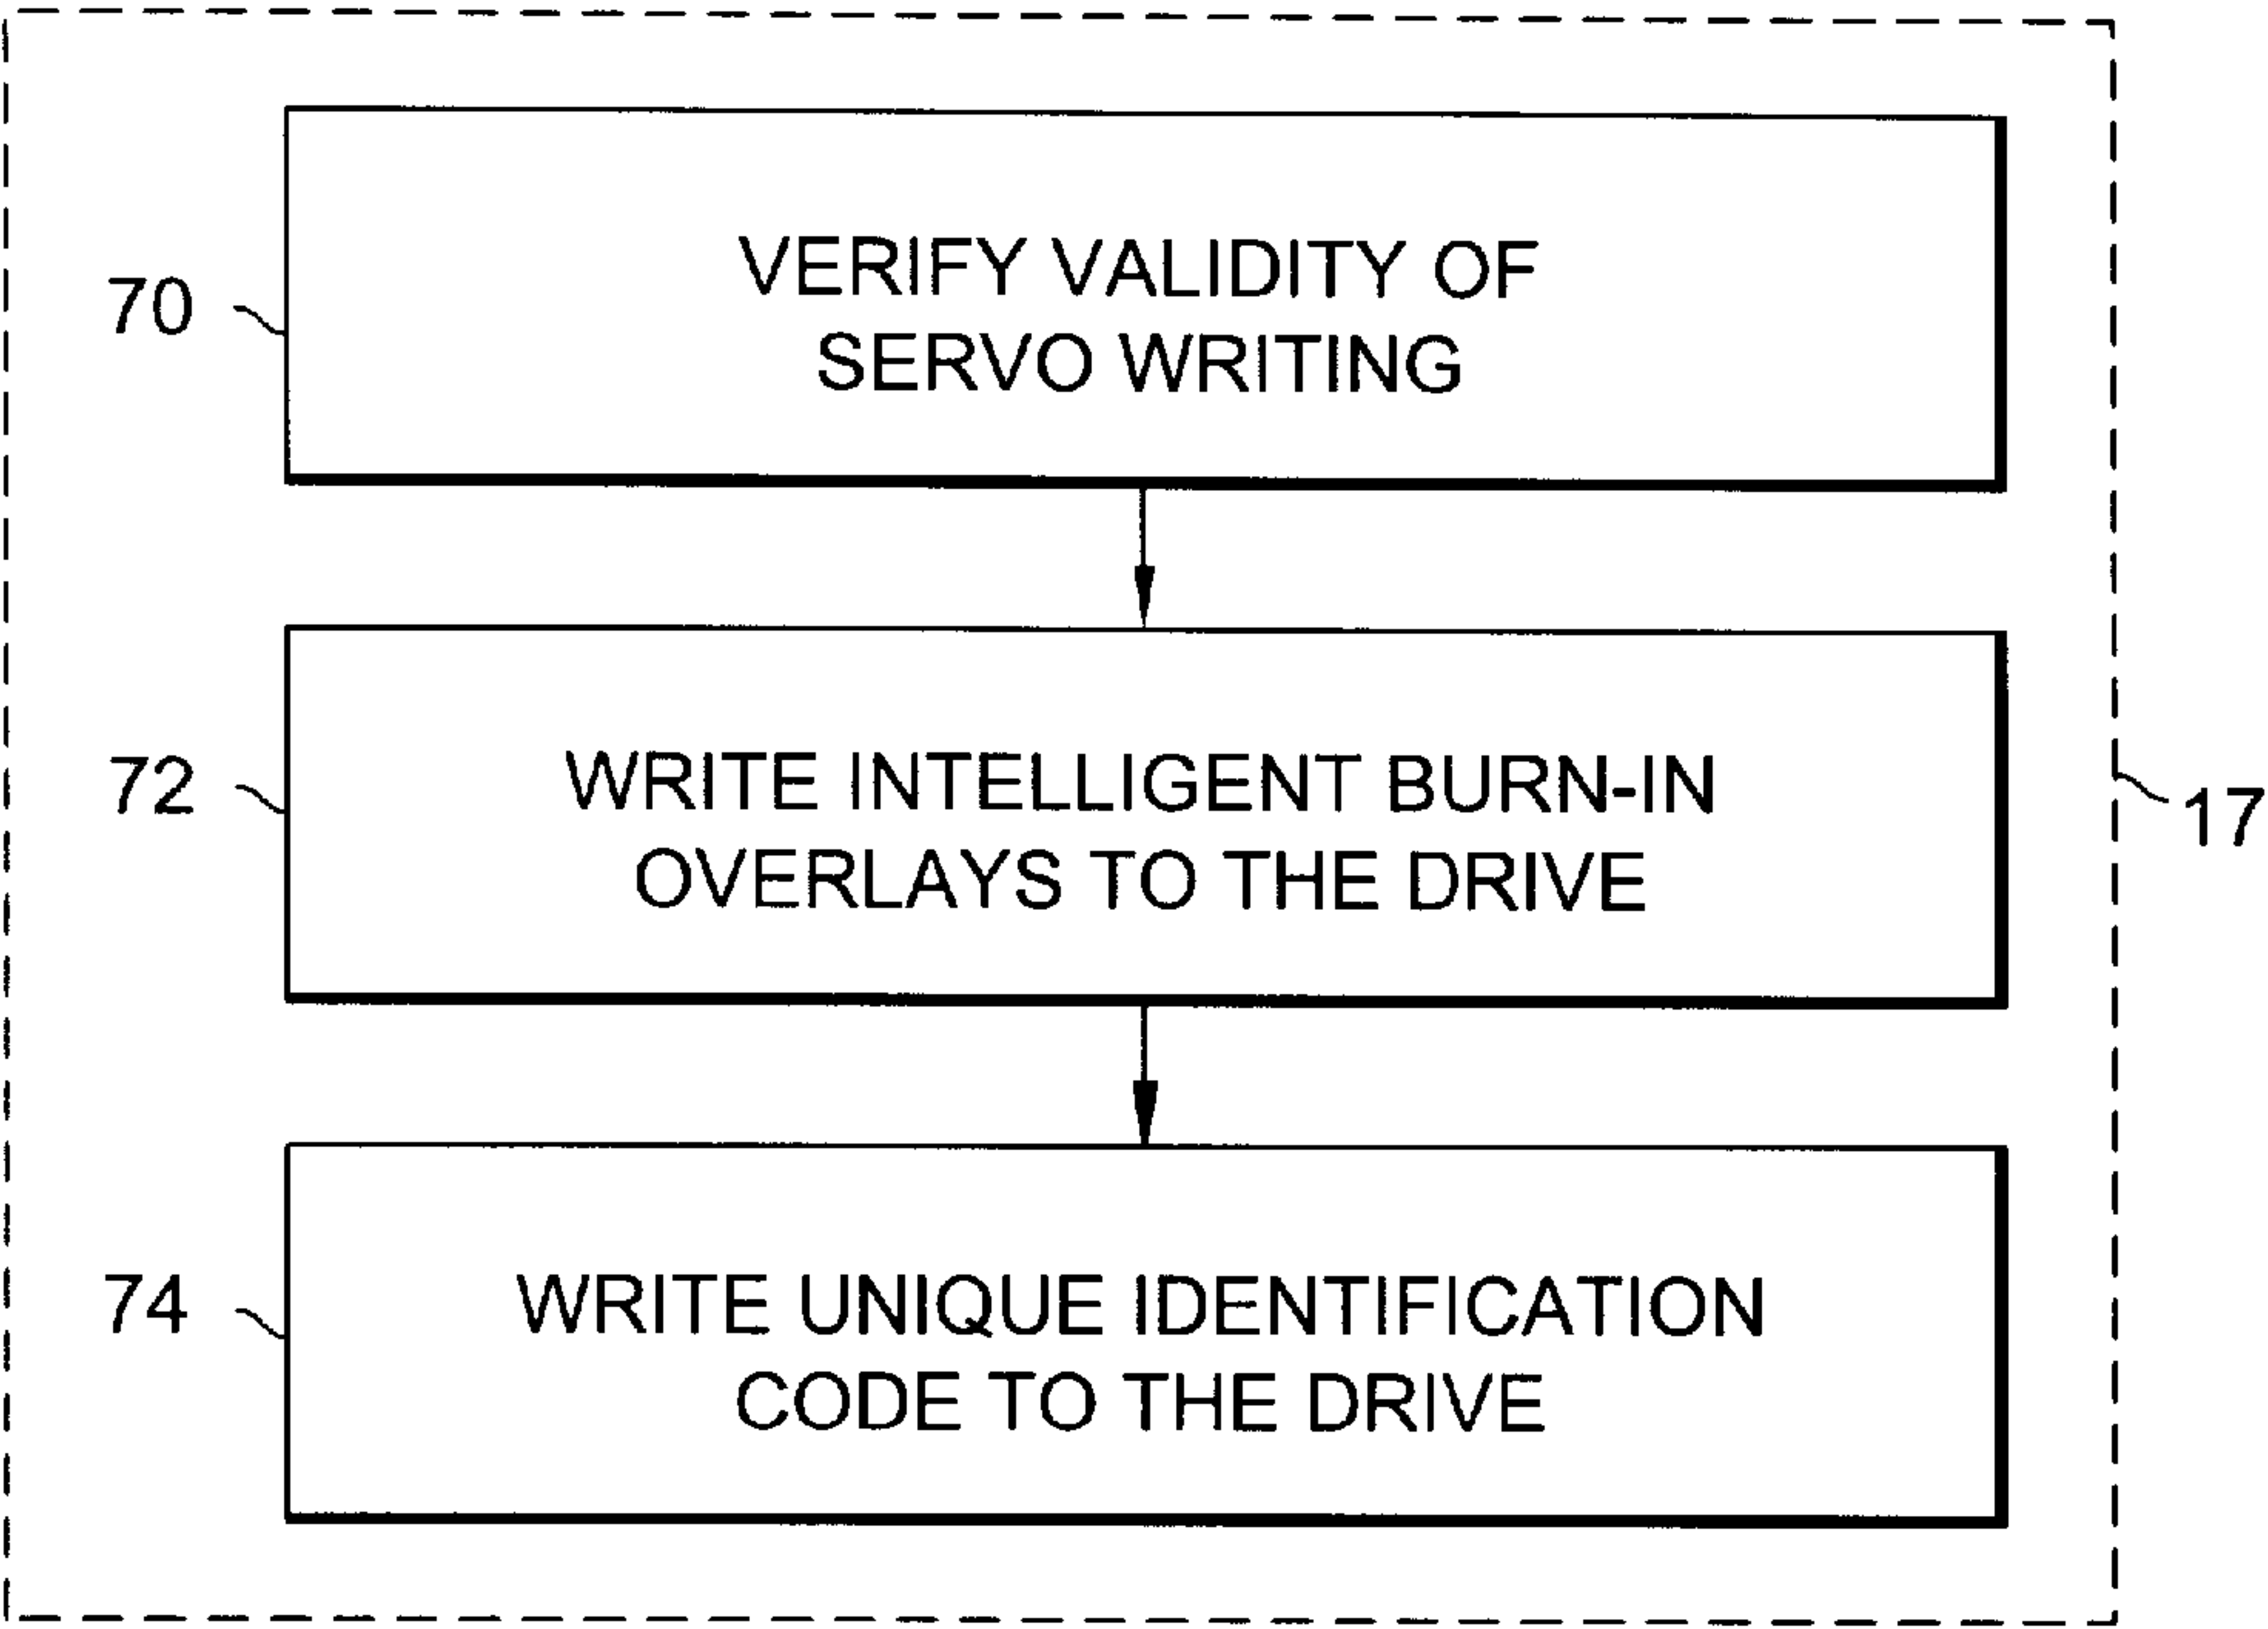 70
VERIFY VALIDITY OF
SERVO WRITING
72
WRITE INTELLIGENT BURN-IN
OVERLAYS TO THE DRIVE
17
74
WRITE UNIQUE IDENTIFICATION
CODE TO THE DRIVE